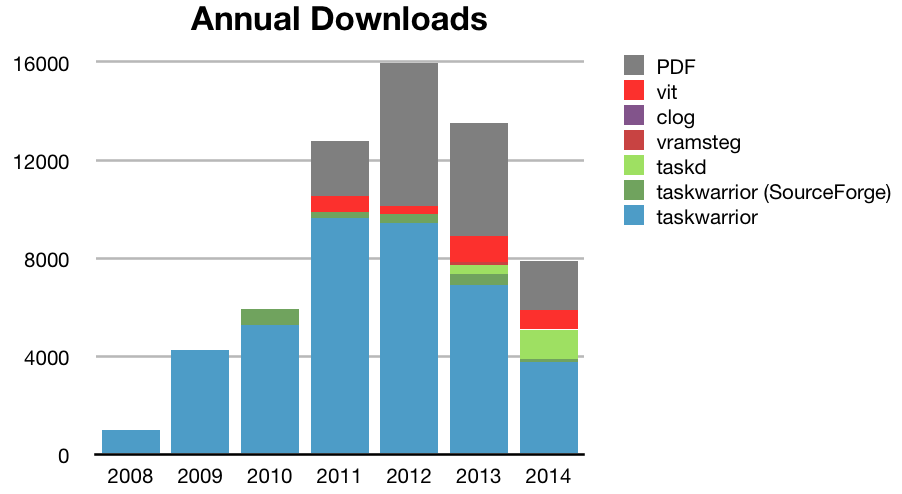 Annual Downloads
16000
12000
8000
4000
0
2008 2009 2010 2011 2012 2013 2014
PDF
vit
clog
vramsteg
taskd
taskwarrior (SourceForge)
taskwarrior